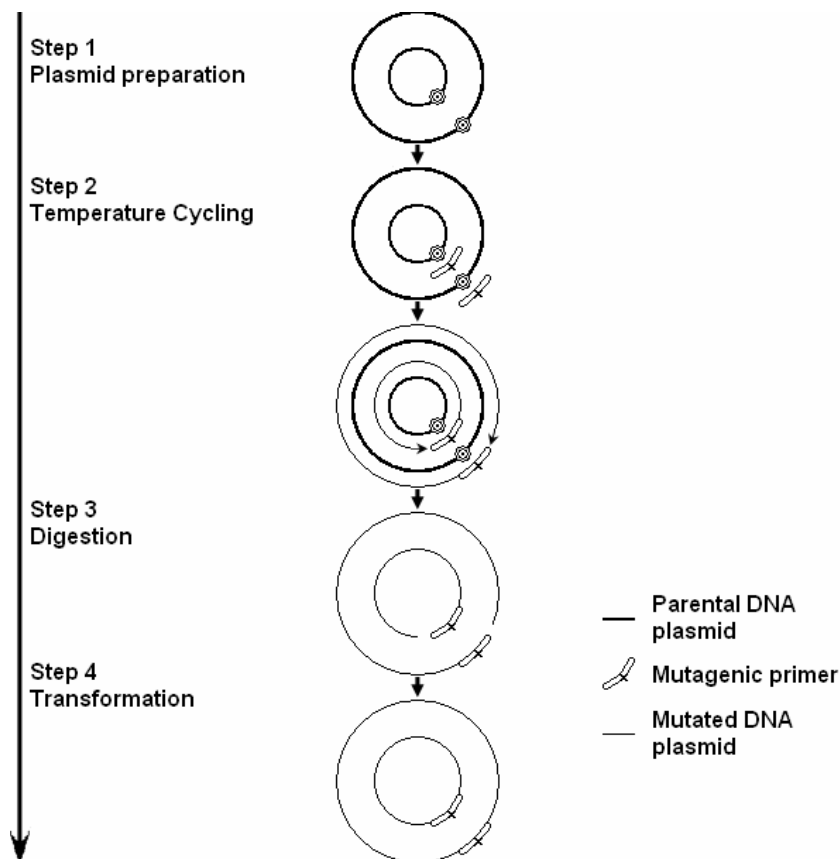 Step 1
Plasmid preparation
Step 2
Temperature Cycling
Step 3
Digestion
Step 4
Transformation
Parental DNA
plasmid
Mutagenic primer
Mutated DNA
plasmid